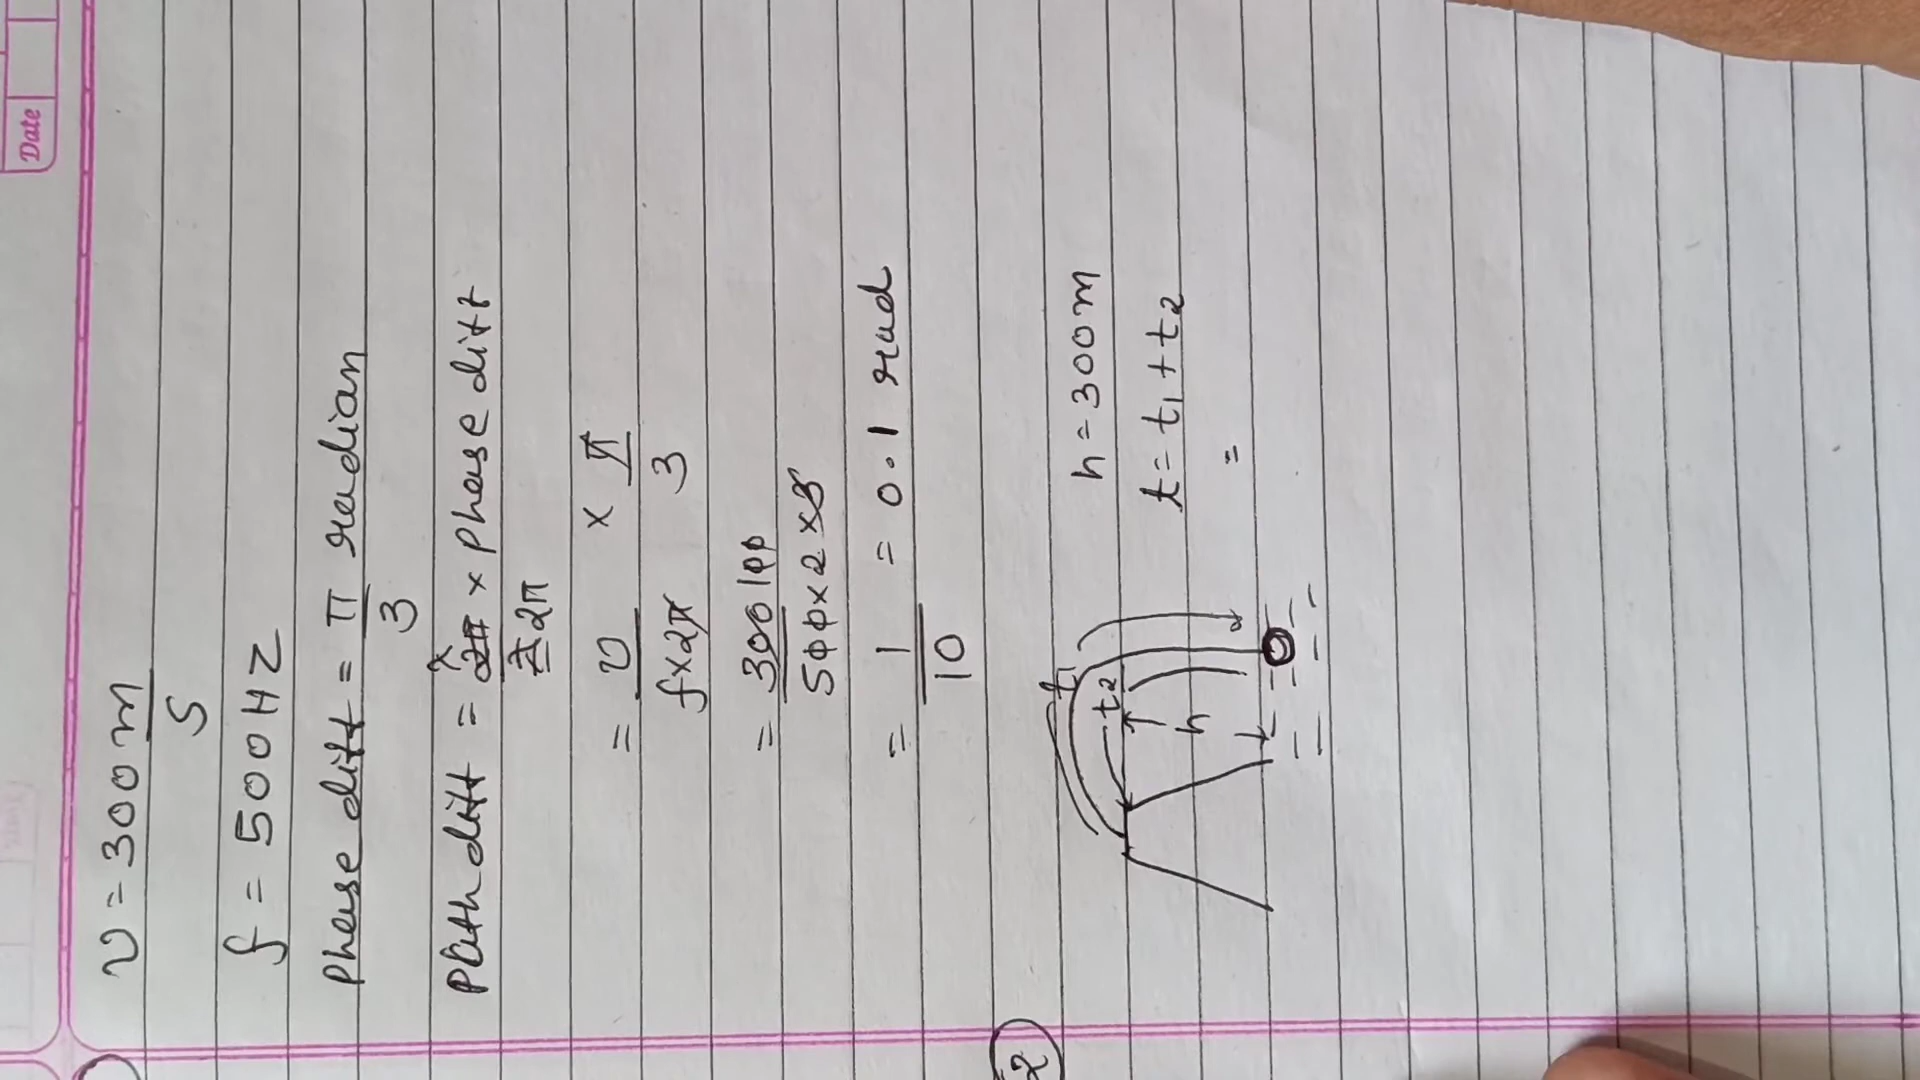 Date
v = 300 m
s
f = 500 HZ
Phase diff = π radian
3
Path diff = λ × Phase diff
2π
= v × π
f×2π 3
= 300 100
500×2×3
= 1 = 0.1 rad
10
2
h = 300 m
t = t1 + t2
=
t1
t2
h